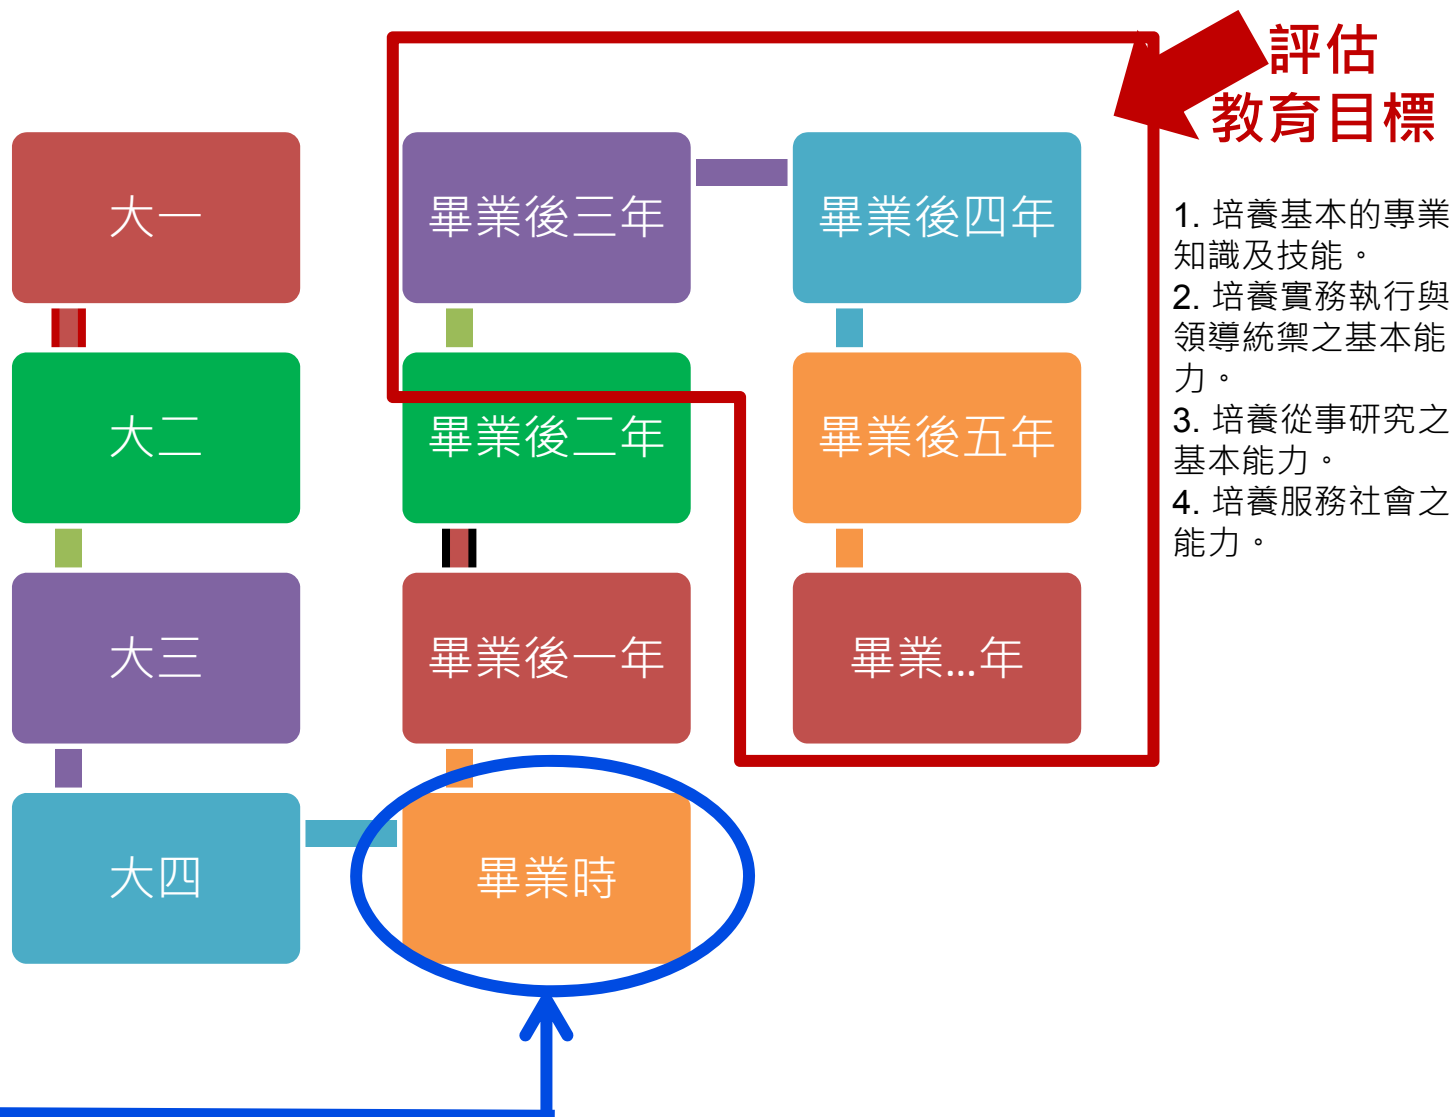 評估
教育目標
大一
大二
大三
大四
畢業時
畢業後一年
畢業後二年
畢業後三年
畢業後四年
畢業後五年
畢業...年
1. 培養基本的專業
知識及技能。
2. 培養實務執行與
領導統禦之基本能
力。
3. 培養從事研究之
基本能力。
4. 培養服務社會之
能力。